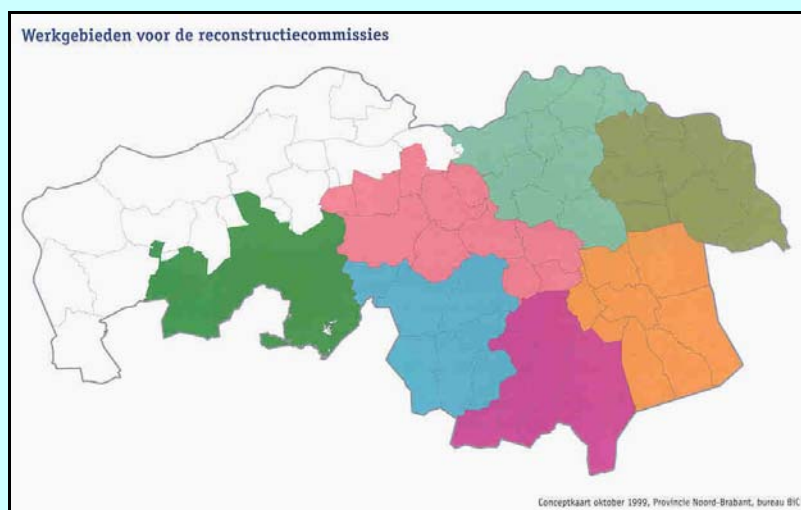 Werkgebieden voor de reconstructiecommissies
Conceptkaart oktober 1999, Provincie Noord-Brabant, bureau BIC